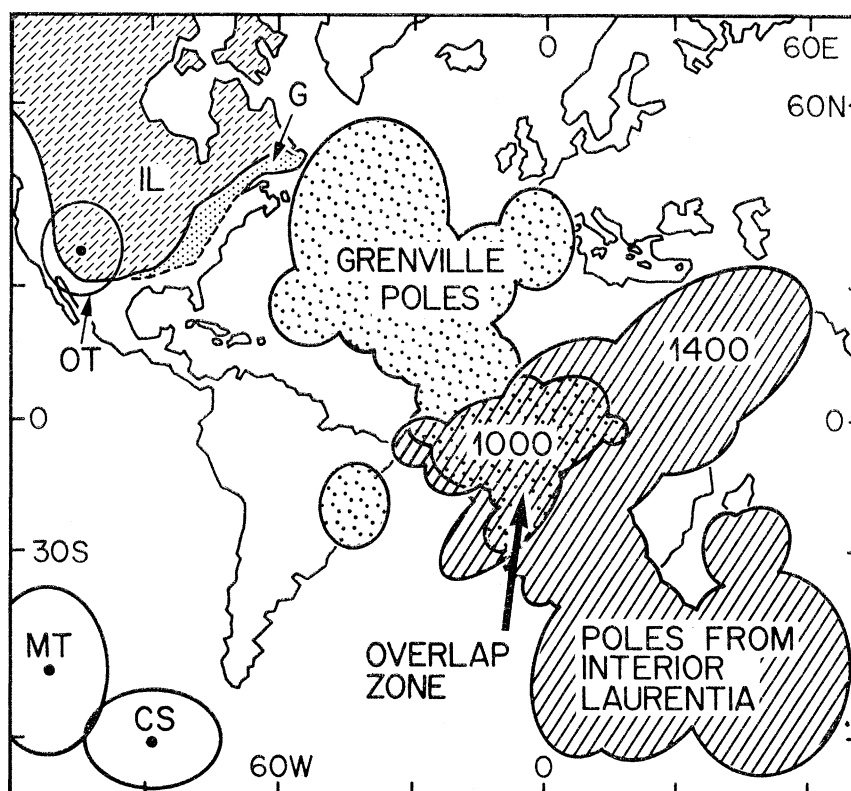 0
60E
G
60N
IL
GRENVILLE
POLES
OT
1400
0
1000
0
30S
MT
OVERLAP
ZONE
POLES FROM
INTERIOR
LAURENTIA
CS
60W
0